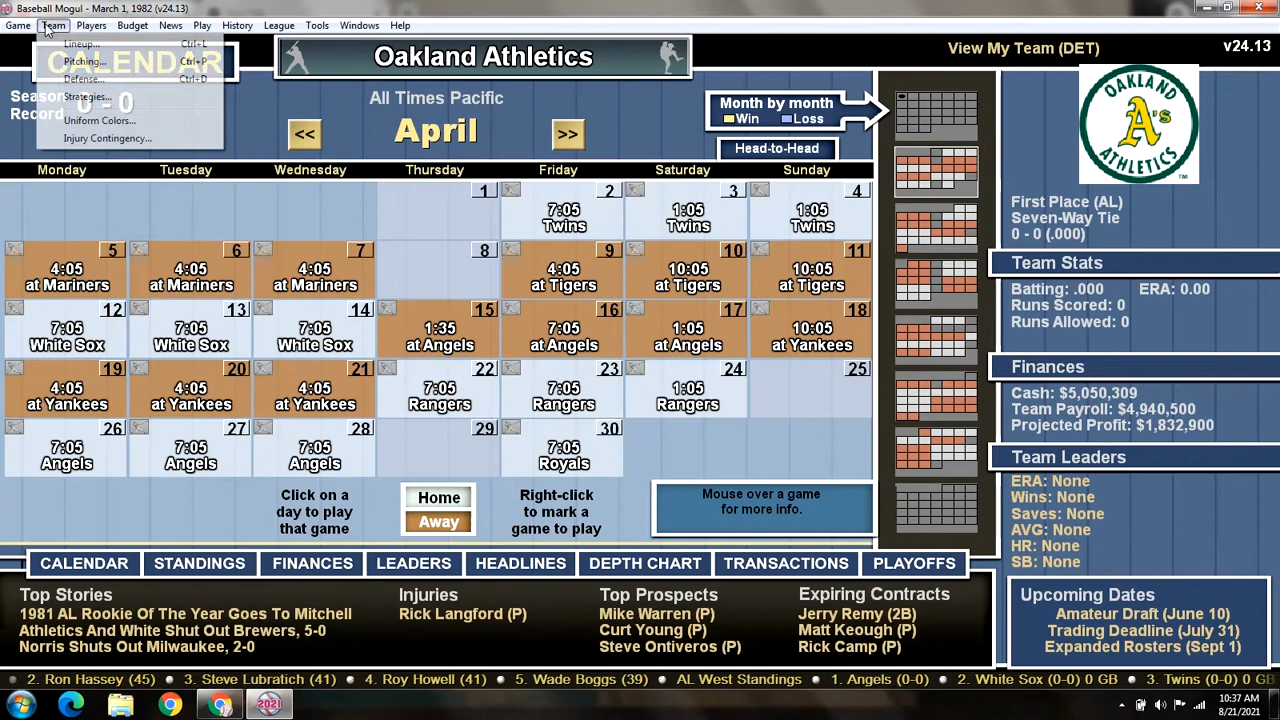 Baseball Mogul - March 1, 1982 (v24.13)
Game Team Players Budget News Play History League Tools Windows Help
Lineup... Ctrl+L
Pitching... Ctrl+P
Defense... Ctrl+D
Strategies...
Uniform Colors...
Injury Contingency...
CALENDAR
Season
Record
0 - 0
Oakland Athletics
View My Team (DET)
v24.13
All Times Pacific
<< April >>
Month by month
Win Loss
Head-to-Head
Monday Tuesday Wednesday Thursday Friday Saturday Sunday
1 2 3 4
7:05 1:05 1:05
Twins Twins Twins
5 6 7 8 9 10 11
4:05 4:05 4:05 4:05 10:05 10:05
at Mariners at Mariners at Mariners at Tigers at Tigers at Tigers
12 13 14 15 16 17 18
7:05 7:05 7:05 1:35 7:05 1:05 10:05
White Sox White Sox White Sox at Angels at Angels at Angels at Yankees
19 20 21 22 23 24 25
4:05 4:05 4:05 7:05 7:05 1:05
at Yankees at Yankees at Yankees Rangers Rangers Rangers
26 27 28 29 30
7:05 7:05 7:05 7:05
Angels Angels Angels Royals
Click on a
day to play
that game
Home
Away
Right-click
to mark a
game to play
Mouse over a game
for more info.
OAKLAND
A's
ATHLETICS
TM
First Place (AL)
Seven-Way Tie
0 - 0 (.000)
Team Stats
Batting: .000 ERA: 0.00
Runs Scored: 0
Runs Allowed: 0
Finances
Cash: $5,050,309
Team Payroll: $4,940,500
Projected Profit: $1,832,900
Team Leaders
ERA: None
Wins: None
Saves: None
AVG: None
HR: None
SB: None
CALENDAR STANDINGS FINANCES LEADERS HEADLINES DEPTH CHART TRANSACTIONS PLAYOFFS
Top Stories
1981 AL Rookie Of The Year Goes To Mitchell
Athletics And White Shut Out Brewers, 5-0
Norris Shuts Out Milwaukee, 2-0
Injuries
Rick Langford (P)
Top Prospects
Mike Warren (P)
Curt Young (P)
Steve Ontiveros (P)
Expiring Contracts
Jerry Remy (2B)
Matt Keough (P)
Rick Camp (P)
Upcoming Dates
Amateur Draft (June 10)
Trading Deadline (July 31)
Expanded Rosters (Sept 1)
2. Ron Hassey (45) • 3. Steve Lubratich (41) • 4. Roy Howell (41) • 5. Wade Boggs (39) • AL West Standings • 1. Angels (0-0) • 2. White Sox (0-0) 0 GB • 3. Twins (0-0) 0 GB
2021
10:37 AM
8/21/2021